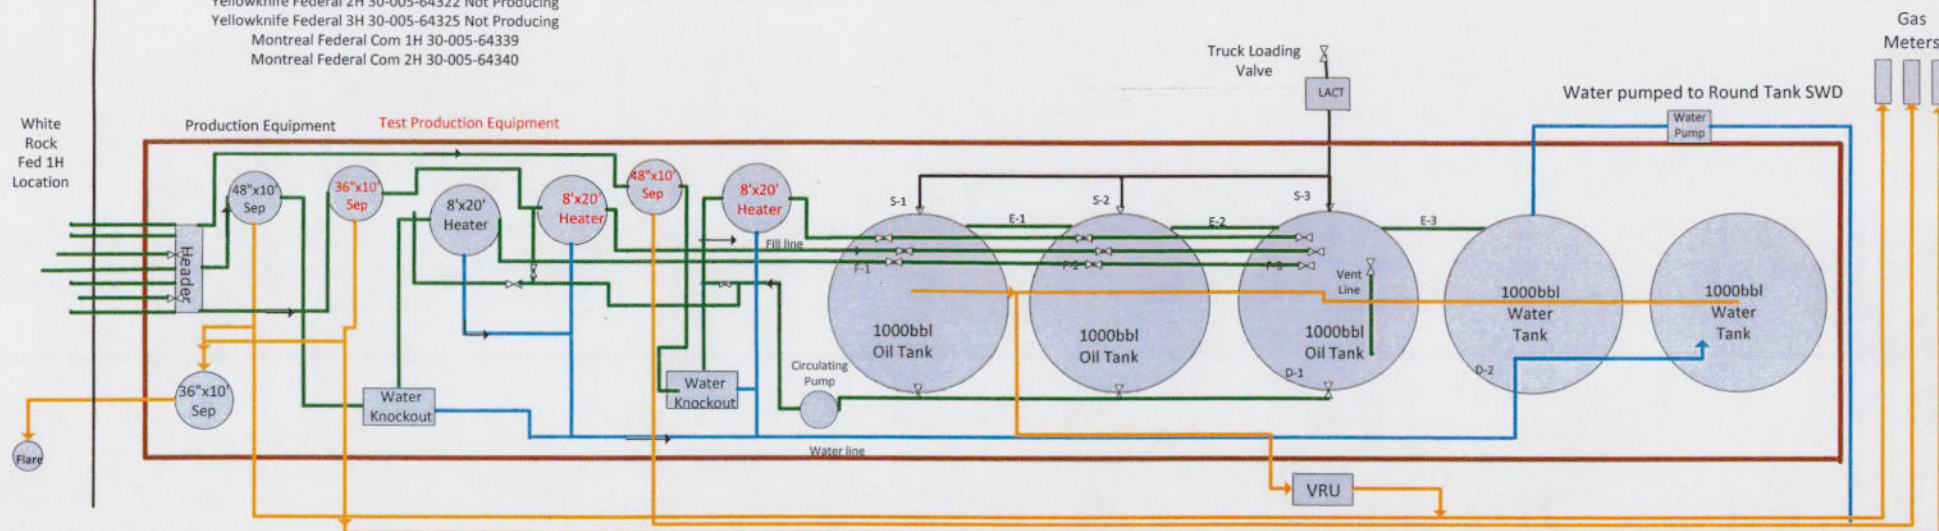 Yellowknife Federal 2H 30-005-64322 Not Producing
Yellowknife Federal 3H 30-005-64325 Not Producing
Montreal Federal Com 1H 30-005-64339
Montreal Federal Com 2H 30-005-64340
Gas
Meters
Truck Loading
Valve
LACT
Water pumped to Round Tank SWD
Water
Pump
White
Rock
Fed 1H
Location
Production Equipment
Test Production Equipment
48"x10'
Sep
36"x10'
Sep
8'x20'
Heater
8'x20'
Heater
48"x10'
Sep
8'x20'
Heater
S-1
S-2
S-3
E-1
E-2
E-3
Header
Fill line
F-1
F-2
F-3
Vent
Line
1000bbl
Oil Tank
1000bbl
Oil Tank
1000bbl
Oil Tank
1000bbl
Water
Tank
1000bbl
Water
Tank
D-1
D-2
36"x10'
Sep
Water
Knockout
Water
Knockout
Circulating
Pump
Flare
Water line
VRU